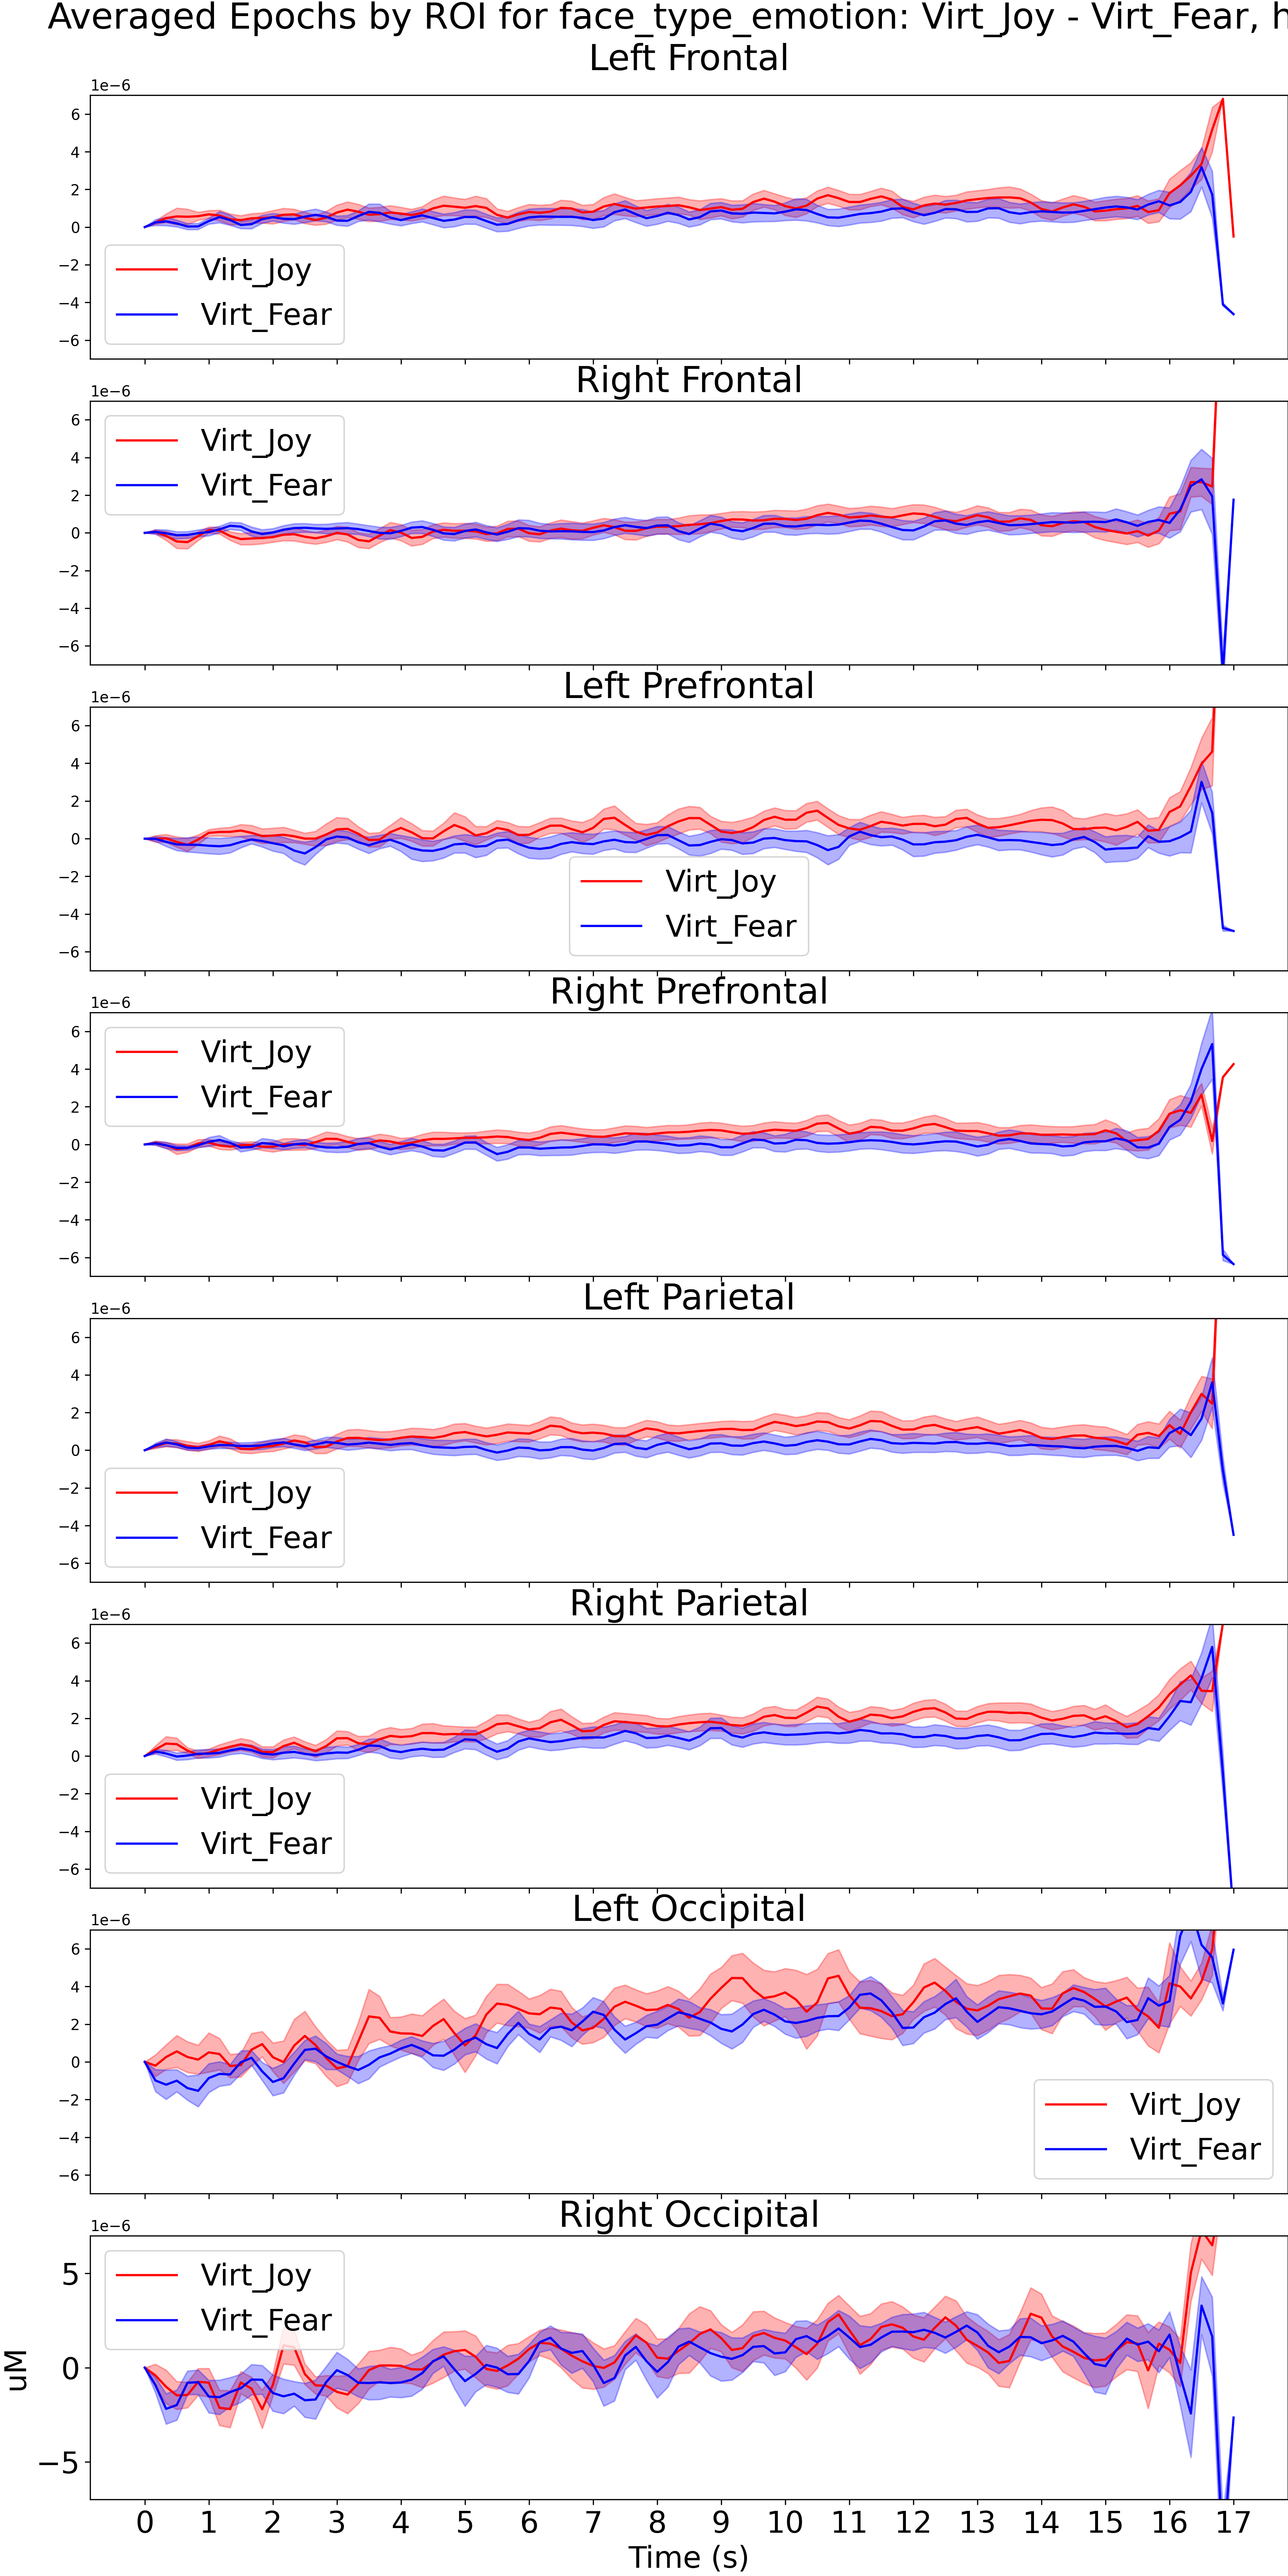 Averaged Epochs by ROI for face_type_emotion: Virt_Joy - Virt_Fear, h
Left Frontal
1e−6
6
4
2
0
−2
−4
−6
Virt_Joy
Virt_Fear
Right Frontal
1e−6
6
4
2
0
−2
−4
−6
Virt_Joy
Virt_Fear
Left Prefrontal
1e−6
6
4
2
0
−2
−4
−6
Virt_Joy
Virt_Fear
Right Prefrontal
1e−6
6
4
2
0
−2
−4
−6
Virt_Joy
Virt_Fear
Left Parietal
1e−6
6
4
2
0
−2
−4
−6
Virt_Joy
Virt_Fear
Right Parietal
1e−6
6
4
2
0
−2
−4
−6
Virt_Joy
Virt_Fear
Left Occipital
1e−6
6
4
2
0
−2
−4
−6
Virt_Joy
Virt_Fear
Right Occipital
1e−6
5
0
−5
uM
Virt_Joy
Virt_Fear
0 1 2 3 4 5 6 7 8 9 10 11 12 13 14 15 16 17
Time (s)